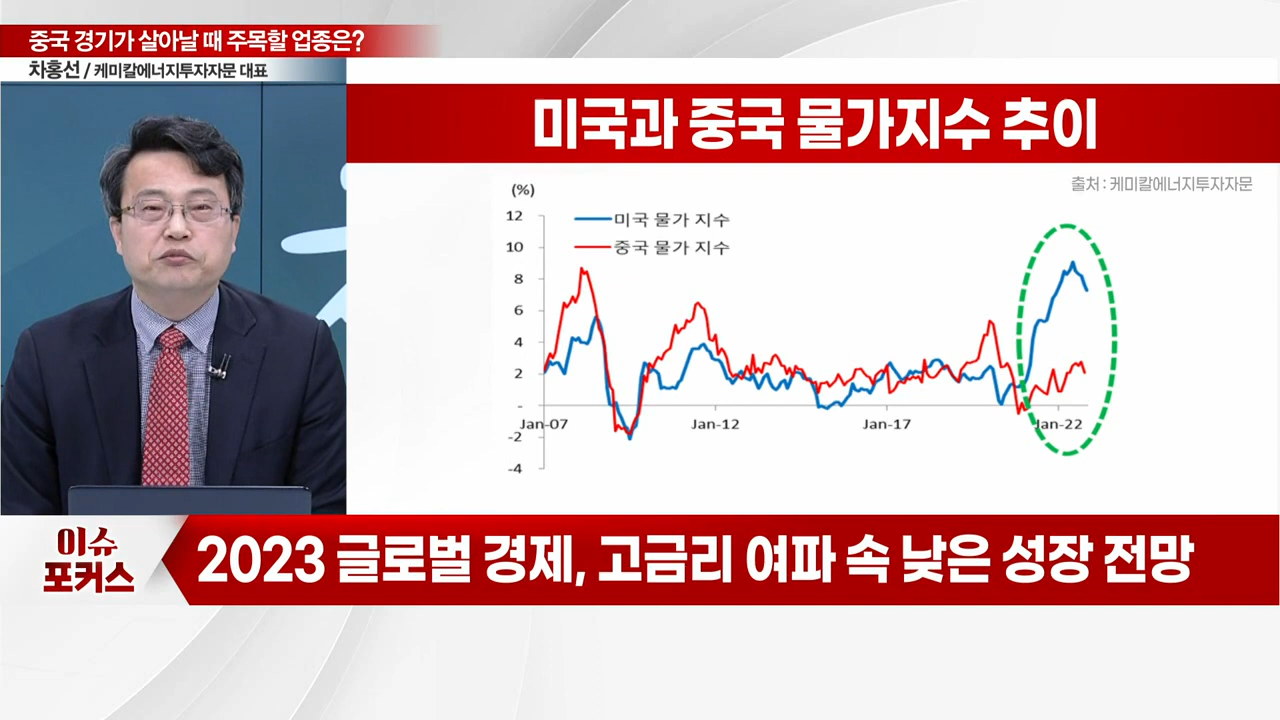 중국 경기가 살아날 때 주목할 업종은?
차홍선 / 케미칼에너지투자자문 대표
미국과 중국 물가지수 추이
출처 : 케미칼에너지투자자문
(%)
미국 물가 지수
중국 물가 지수
12
10
8
6
4
2
-
-2
-4
Jan-07
Jan-12
Jan-17
Jan-22
이슈
포커스
2023 글로벌 경제, 고금리 여파 속 낮은 성장 전망